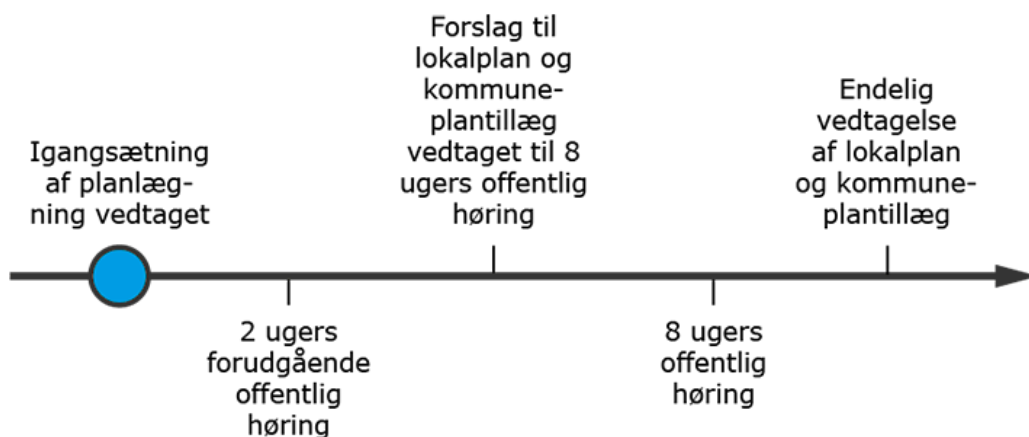 Igangsætning
af planlæg-
ning vedtaget
2 ugers
forudgående
offentlig
høring
Forslag til
lokalplan og
kommune-
plantillæg
vedtaget til 8
ugers offentlig
høring
8 ugers
offentlig
høring
Endelig
vedtagelse
af lokalplan
og kommune-
plantillæg